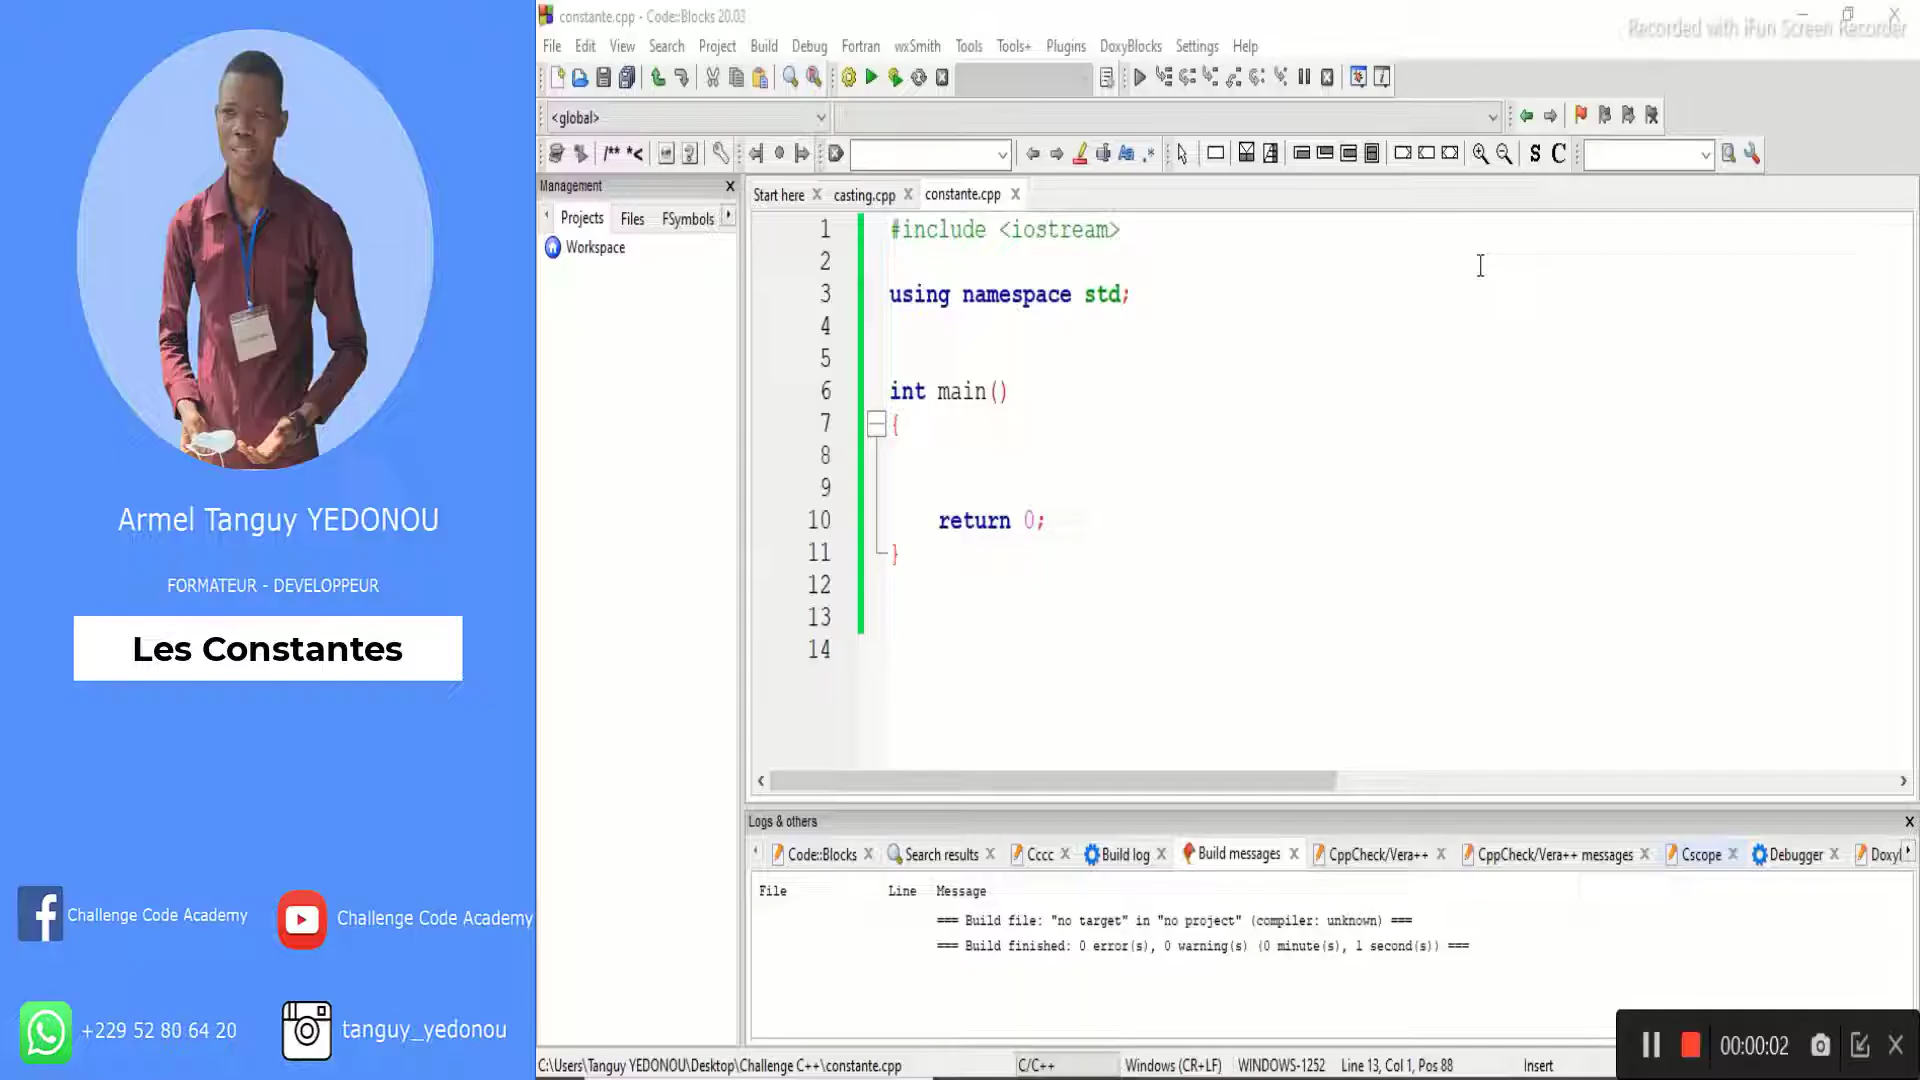 Armel Tanguy YEDONOU
FORMATEUR - DEVELOPPEUR
Les Constantes
Challenge Code Academy
Challenge Code Academy
+229 52 80 64 20
tanguy_yedonou
constante.cpp - Code::Blocks 20.03
Recorded with iFun Screen Recorder
File Edit View Search Project Build Debug Fortran wxSmith Tools Tools+ Plugins DoxyBlocks Settings Help
<global>
/** *<
S C
Management
Projects Files FSymbols
Workspace
Start here casting.cpp constante.cpp
1 #include <iostream>
2
3 using namespace std;
4
5
6 int main()
7 {
8
9
10 return 0;
11 }
12
13
14
Logs & others
Code::Blocks Search results Cccc Build log Build messages CppCheck/Vera++ CppCheck/Vera++ messages Cscope Debugger Doxyl
File Line Message
=== Build file: "no target" in "no project" (compiler: unknown) ===
=== Build finished: 0 error(s), 0 warning(s) (0 minute(s), 1 second(s)) ===
00:00:02
C:\Users\Tanguy YEDONOU\Desktop\Challenge C++\constante.cpp C/C++ Windows (CR+LF) WINDOWS-1252 Line 13, Col 1, Pos 88 Insert